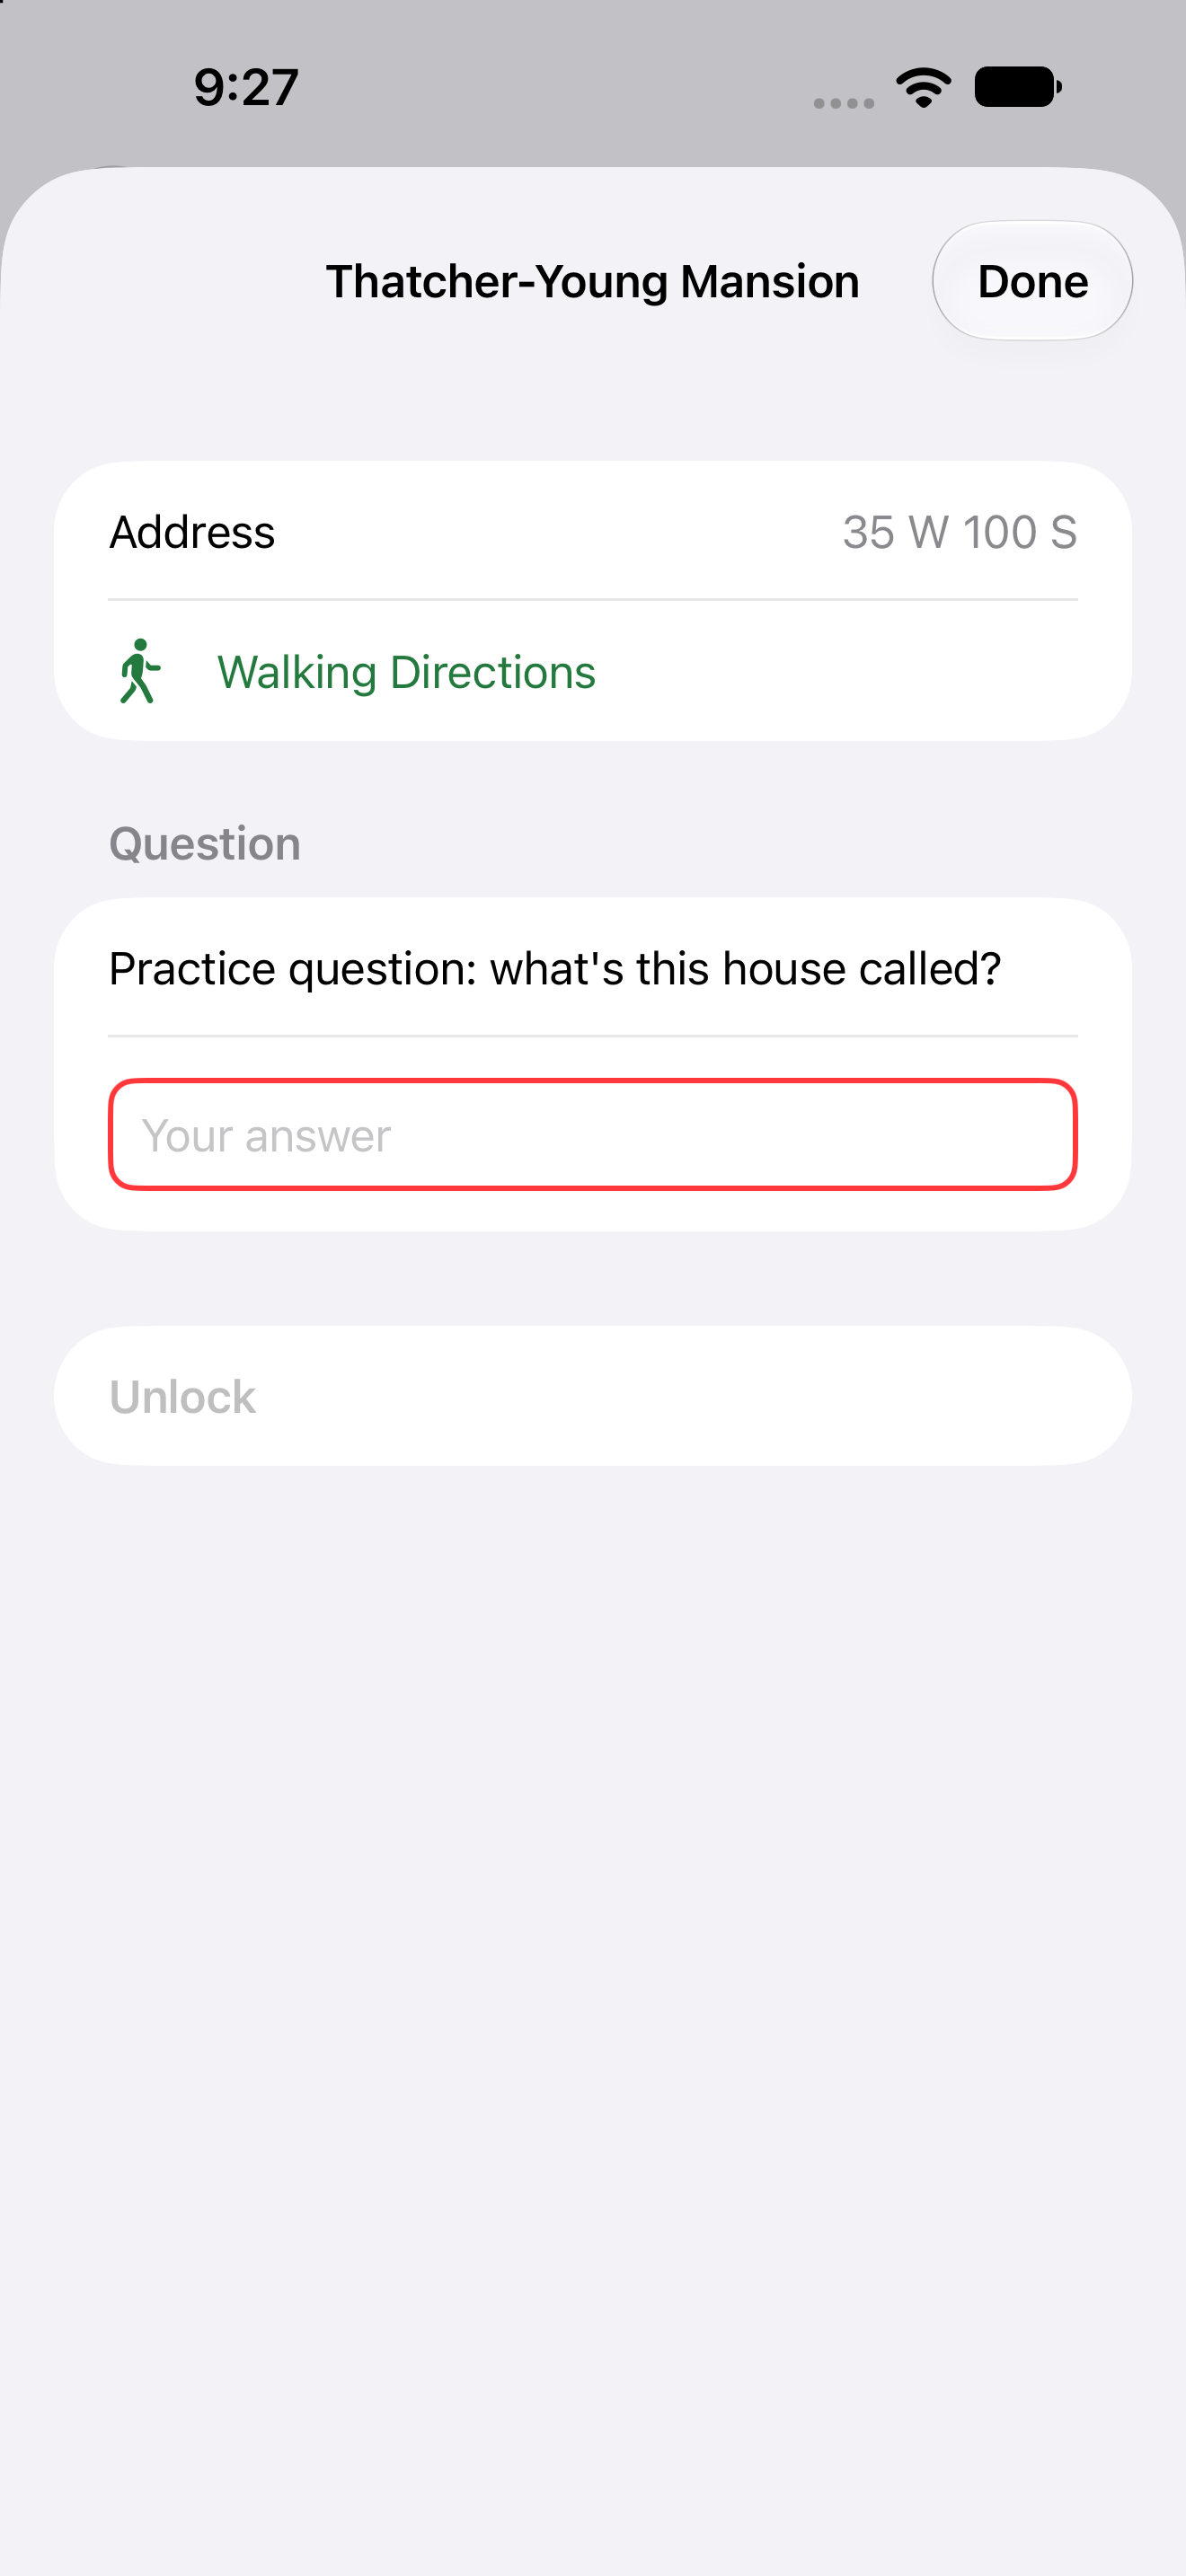 9:27
Thatcher-Young Mansion
Done
Address
35 W 100 S
Walking Directions
Question
Practice question: what's this house called?
Your answer
Unlock